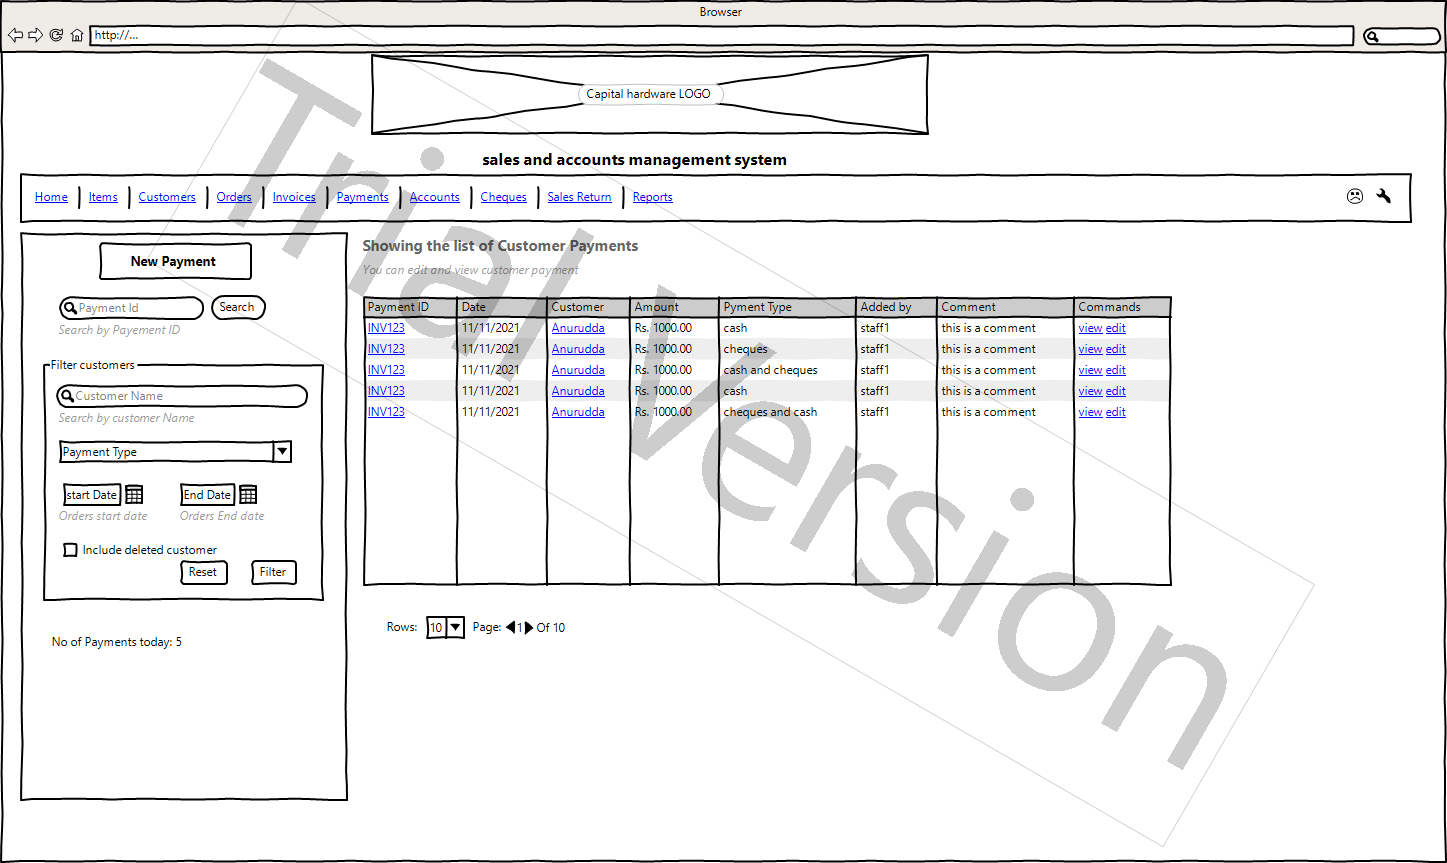 Browser
http://...
Capital hardware LOGO
sales and accounts management system
Home Items Customers Orders Invoices Payments Accounts Cheques Sales Return Reports
New Payment
Payment Id Search
Search by Payement ID
Filter customers
Customer Name
Search by customer Name
Payment Type
start Date End Date
Orders start date Orders End date
Include deleted customer
Reset Filter
No of Payments today: 5
Showing the list of Customer Payments
You can edit and view customer payment
Payment ID Date Customer Amount Pyment Type Added by Comment Commands
INV123 11/11/2021 Anurudda Rs. 1000.00 cash staff1 this is a comment view edit
INV123 11/11/2021 Anurudda Rs. 1000.00 cheques staff1 this is a comment view edit
INV123 11/11/2021 Anurudda Rs. 1000.00 cash and cheques staff1 this is a comment view edit
INV123 11/11/2021 Anurudda Rs. 1000.00 cash staff1 this is a comment view edit
INV123 11/11/2021 Anurudda Rs. 1000.00 cheques and cash staff1 this is a comment view edit
Rows: 10 Page: 1 Of 10
Trial Version